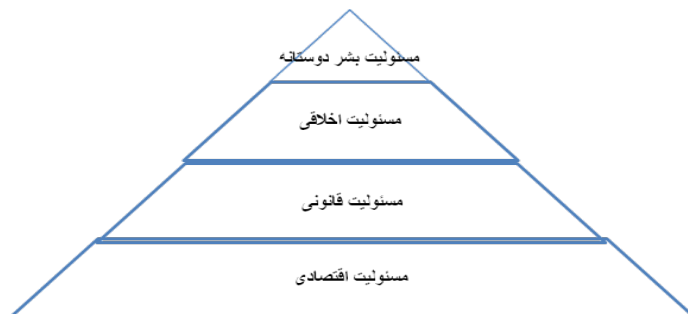 مسئولیت بشر دوستانه
مسئولیت اخلاقی
مسئولیت قانونی
مسئولیت اقتصادی